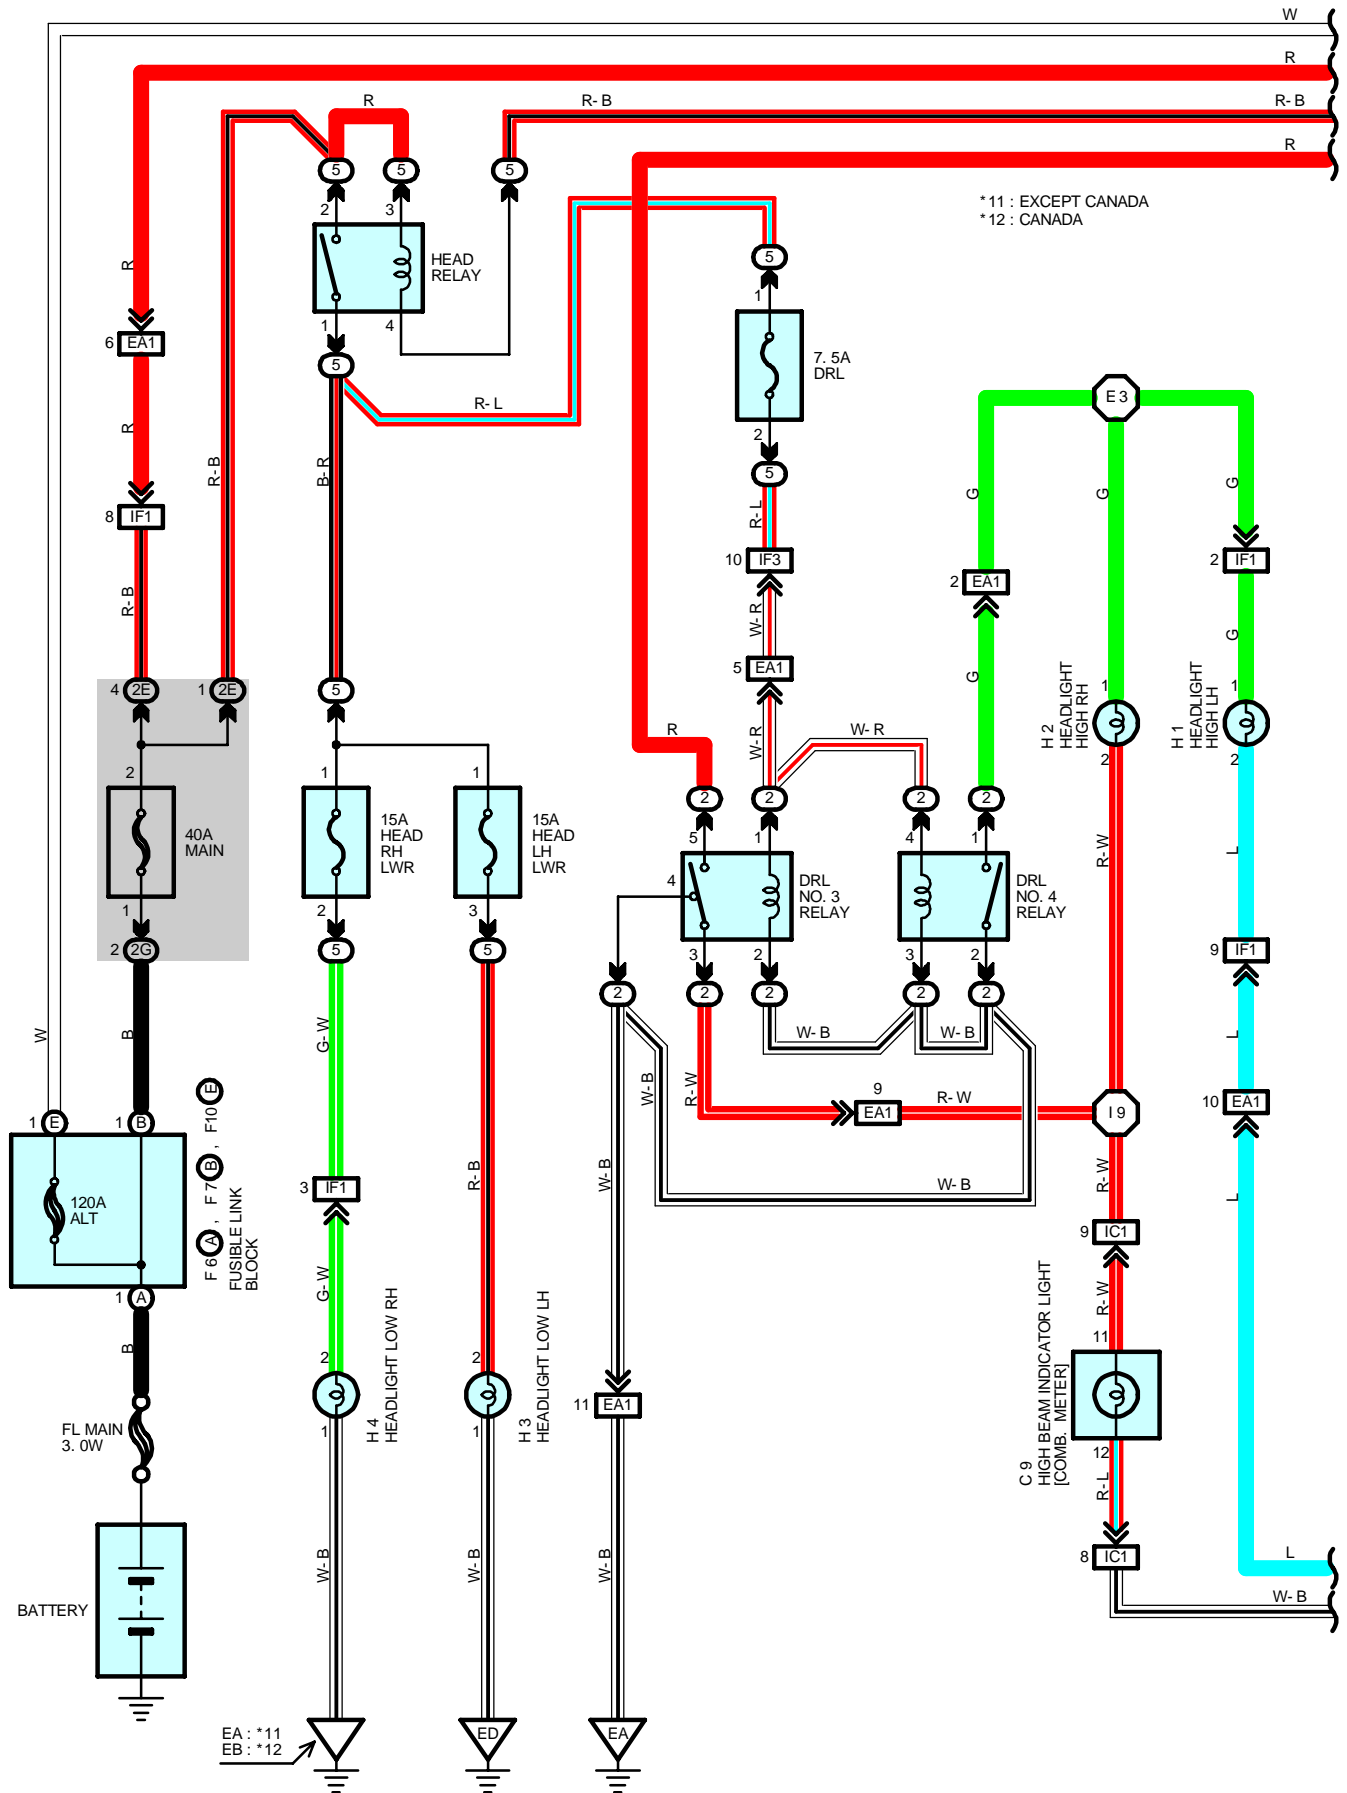 W
R
R-B
R-B
R
R
*11 : EXCEPT CANADA
*12 : CANADA
5
5
5
2
3
HEAD
RELAY
1
4
5
5
1
7. 5A
DRL
2
5
R-L
R
6
EA1
R
8
IF1
R-B
R-B
B-R
R-L
10
IF3
W-R
5
EA1
W-R
W-R
R
E 3
G
G
G
2
EA1
G
2
IF1
G
4
2E
1
2E
5
2
40A
MAIN
1
2
2G
1
15A
HEAD
RH
LWR
2
5
1
15A
HEAD
LH
LWR
3
5
2
2
2
2
5
1
4
DRL
NO. 3
RELAY
3
2
4
1
DRL
NO. 4
RELAY
3
2
2
2
2
2
2
1
H 2
HEADLIGHT
HIGH RH
2
1
H 1
HEADLIGHT
HIGH LH
2
R-W
L
9
IF1
L
10
EA1
L
W
B
G-W
W-B
W-B
W-B
R-W
9
EA1
R-W
I 9
W-B
W-B
1
E
1
B
120A
ALT
F 6 A , F 7 B , F10 E
FUSIBLE LINK
BLOCK
1
A
B
FL MAIN
3. 0W
BATTERY
3
IF1
G-W
R-B
2
H 4
HEADLIGHT LOW RH
1
2
H 3
HEADLIGHT LOW LH
1
11
EA1
R-W
9
IC1
R-W
11
C 9
HIGH BEAM INDICATOR LIGHT
[COMB. METER]
12
R-L
8
IC1
L
W-B
W-B
EA : *11
EB : *12
ED
EA